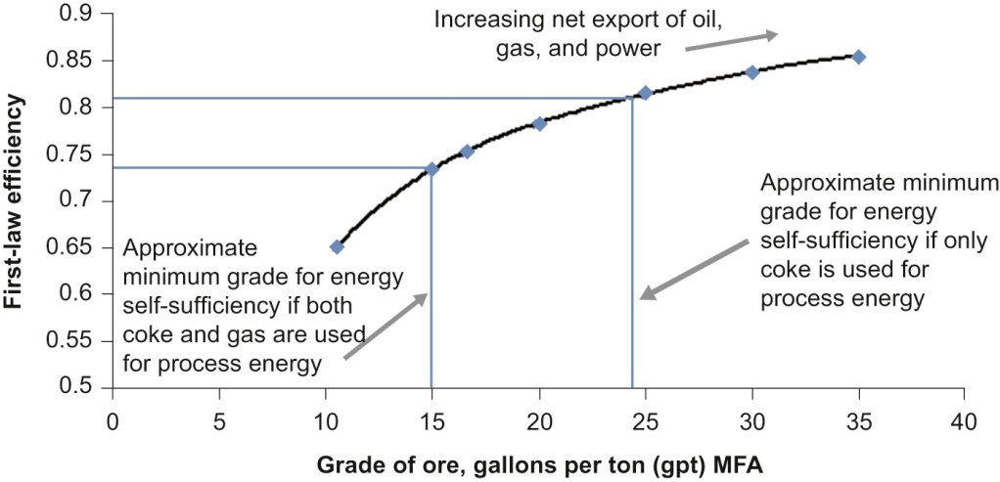 0.9
0.85
0.8
0.75
0.7
0.65
0.6
0.55
0.5
First-law efficiency
Increasing net export of oil,
gas, and power
Approximate
minimum grade for energy
self-sufficiency if both
coke and gas are used
for process energy
Approximate minimum
grade for energy
self-sufficiency if only
coke is used for
process energy
0 5 10 15 20 25 30 35 40
Grade of ore, gallons per ton (gpt) MFA